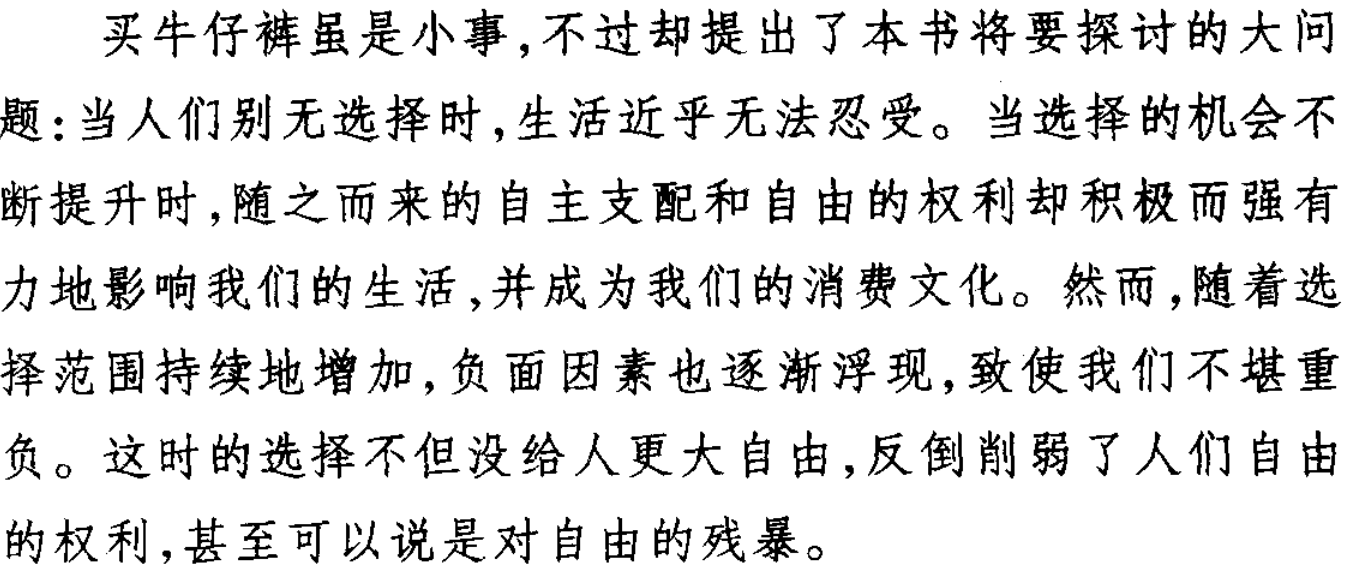 买牛仔裤虽是小事,不过却提出了本书将要探讨的大问
题:当人们别无选择时,生活近乎无法忍受。当选择的机会不
断提升时,随之而来的自主支配和自由的权利却积极而强有
力地影响我们的生活,并成为我们的消费文化。然而,随着选
择范围持续地增加,负面因素也逐渐浮现,致使我们不堪重
负。这时的选择不但没给人更大自由,反倒削弱了人们自由
的权利,甚至可以说是对自由的残暴。